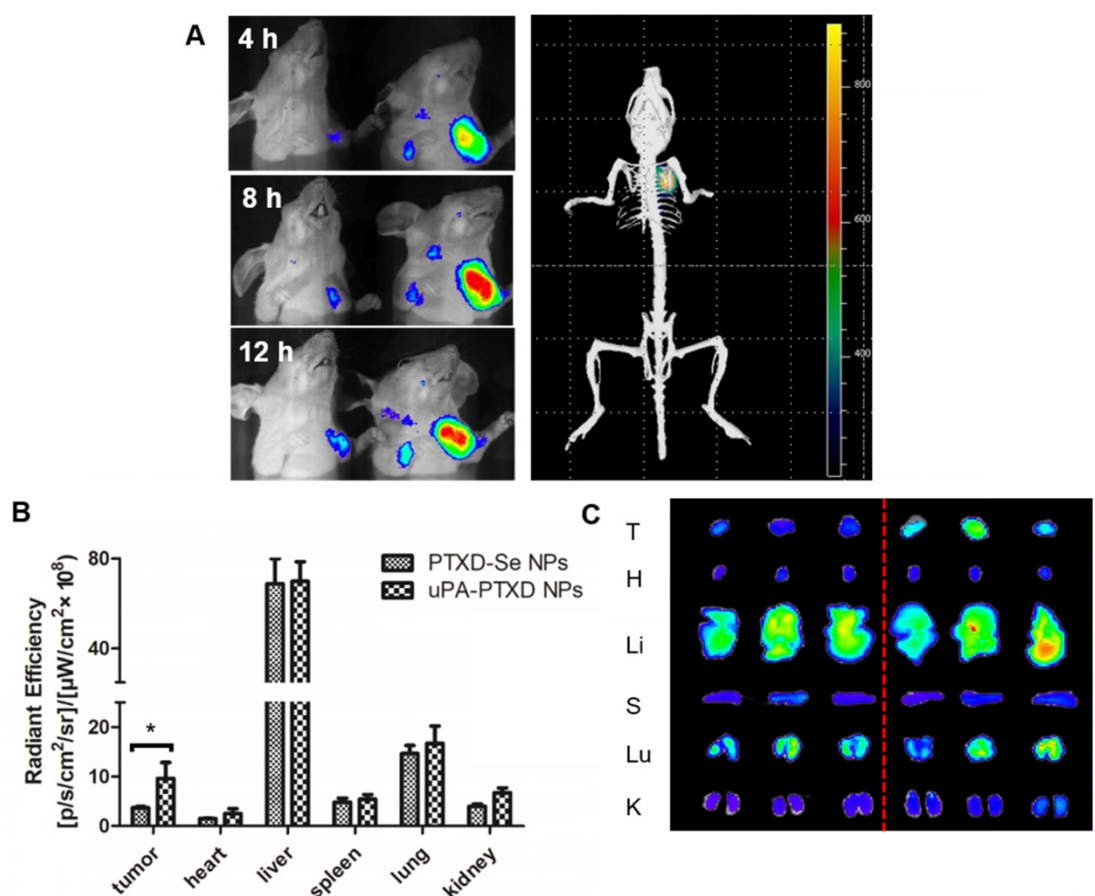 A
4 h
8 h
12 h
800
600
400
B
Radiant Efficiency
[p/s/cm²/sr]/[µW/cm²× 10⁸)
80
40
20
10
0
*
PTXD-Se NPs
uPA-PTXD NPs
tumor
heart
liver
spleen
lung
kidney
C
T
H
Li
S
Lu
K